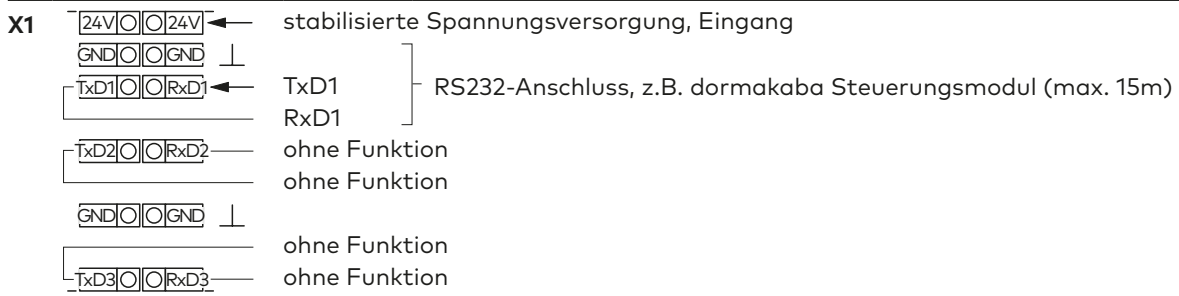 X1 24V 24V stabilisierte Spannungsversorgung, Eingang
GND GND
TxD1 RxD1 TxD1 RS232-Anschluss, z.B. dormakaba Steuerungsmodul (max. 15m)
RxD1
TxD2 RxD2 ohne Funktion
ohne Funktion
GND GND
ohne Funktion
TxD3 RxD3 ohne Funktion